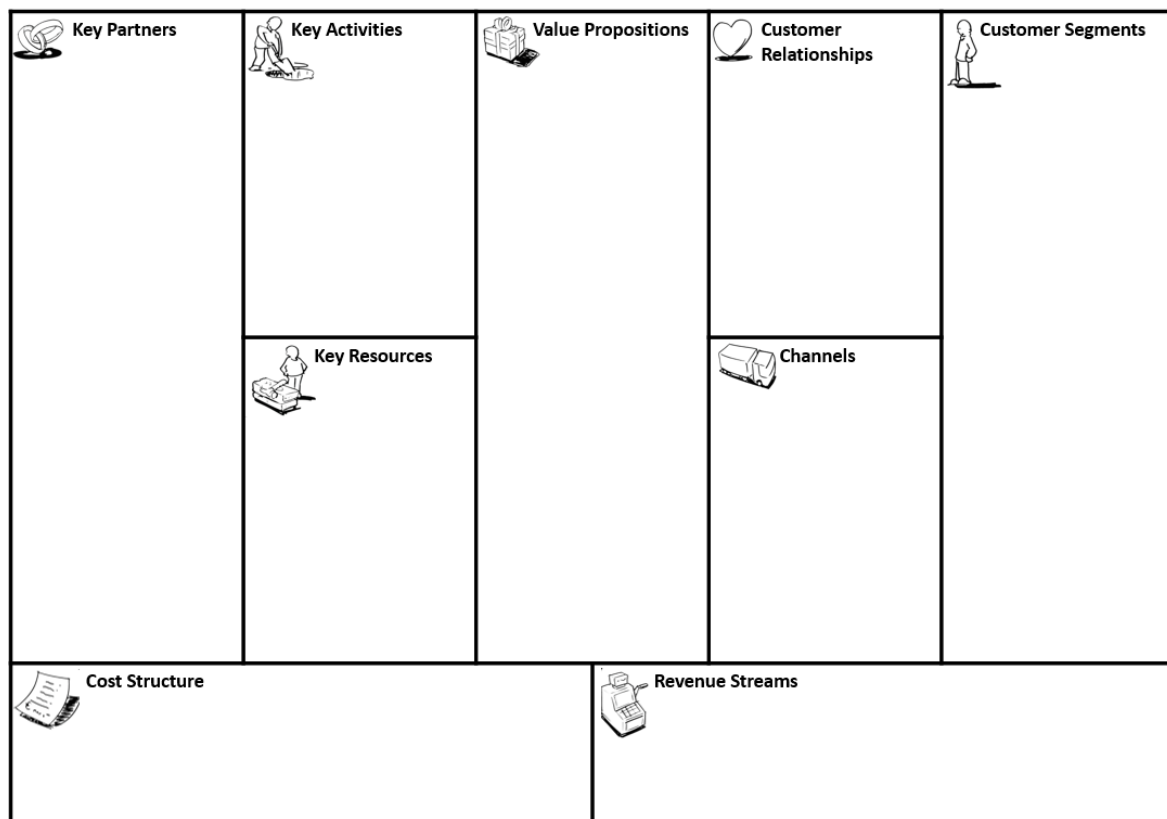 Key Partners
Key Activities
Value Propositions
Customer
Relationships
Customer Segments
Key Resources
Channels
Cost Structure
Revenue Streams